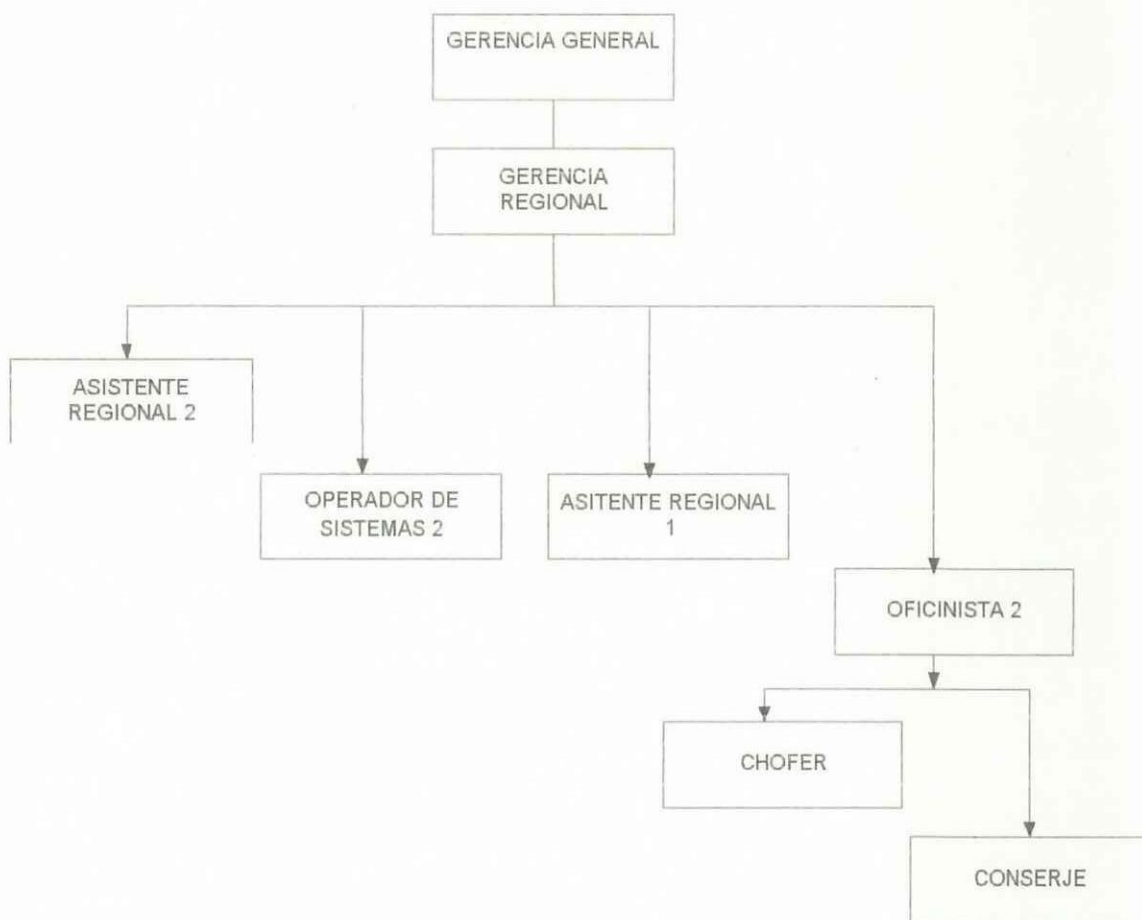 GERENCIA GENERAL
GERENCIA
REGIONAL
ASISTENTE
REGIONAL 2
OPERADOR DE
SISTEMAS 2
ASITENTE REGIONAL
1
OFICINISTA 2
CHOFER
CONSERJE